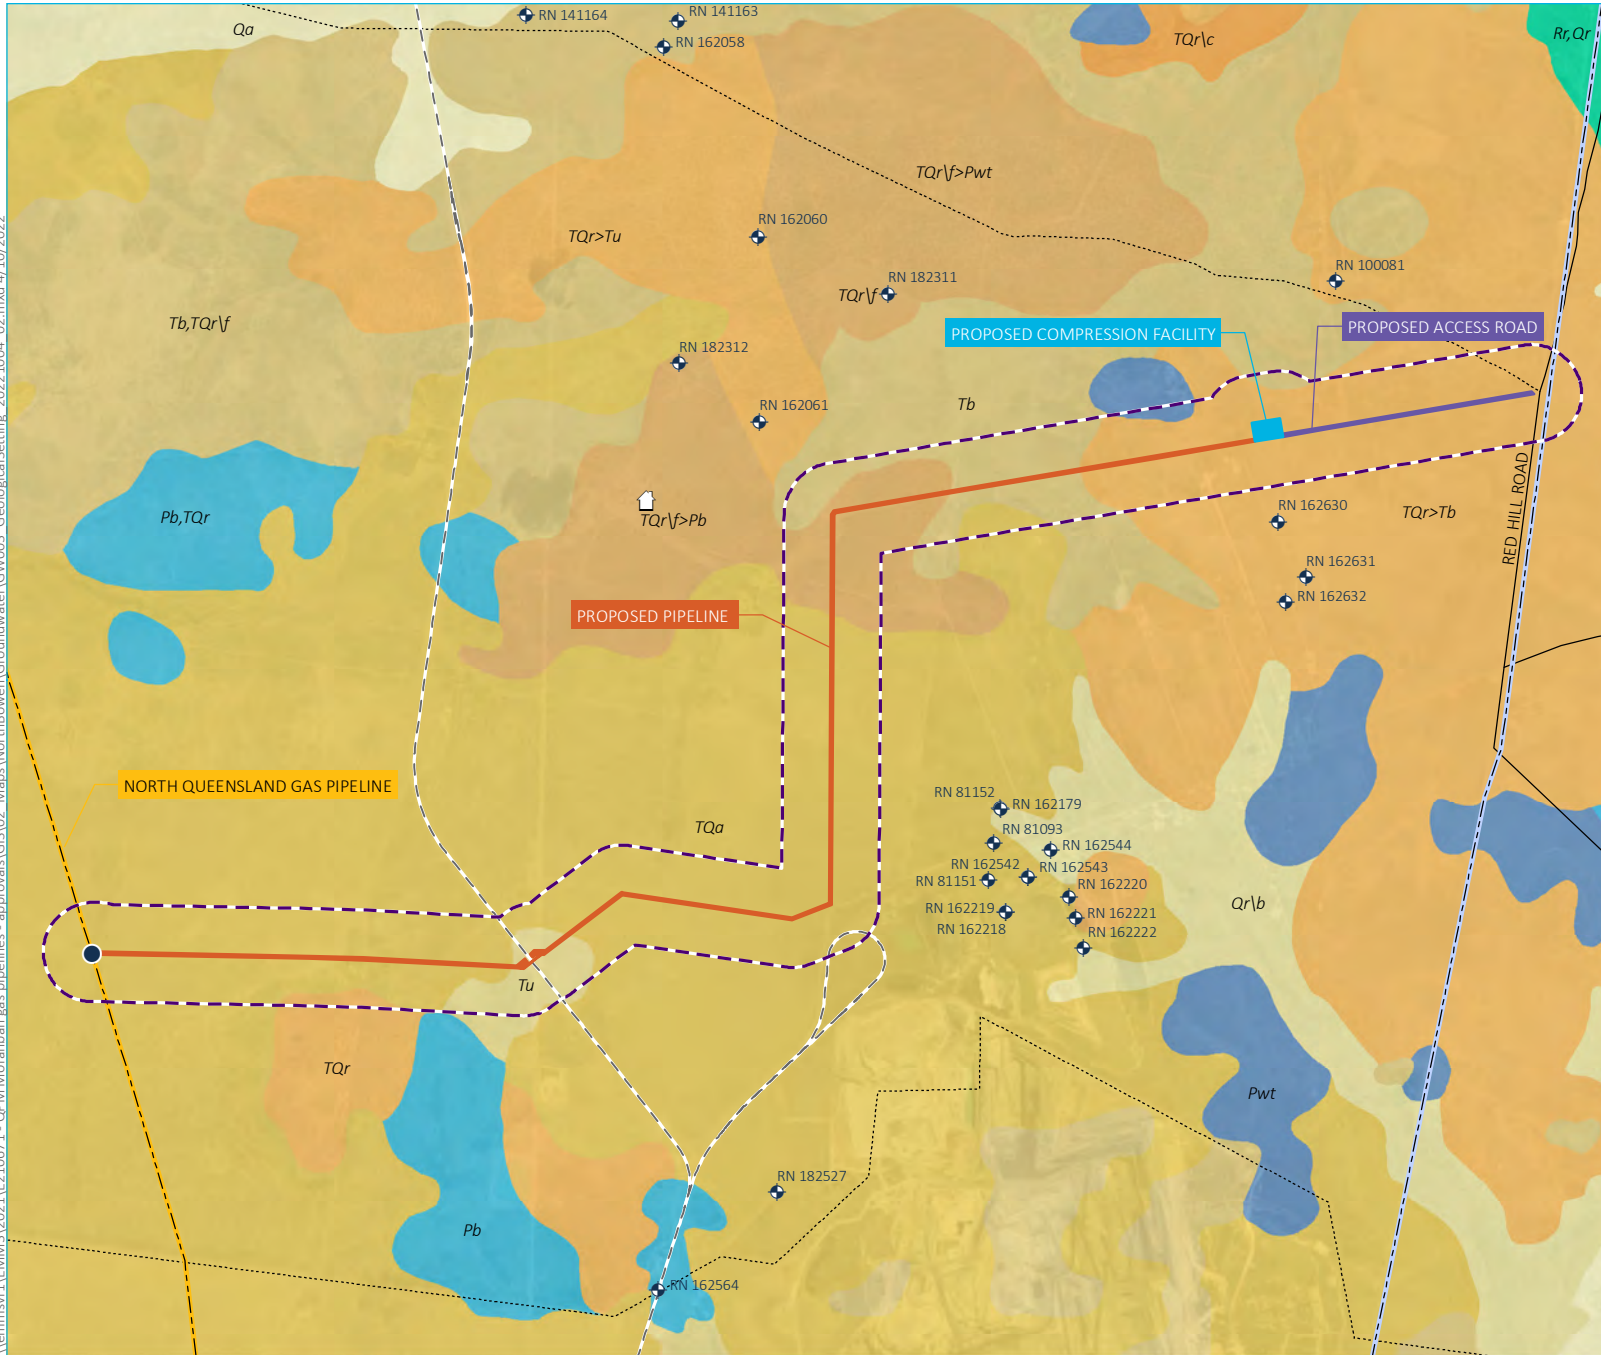 Qa
RN 141164
RN 141163
RN 162058
TQr\c
Rr,Qr
TQr\f>Pwt
RN 162060
TQr>Tu
RN 182311
TQr\f
RN 100081
Tb,TQr\f
PROPOSED COMPRESSION FACILITY
PROPOSED ACCESS ROAD
RN 182312
RN 162061
Tb
Pb,TQr
TQr\f>Pb
RN 162630
TQr>Tb
RED HILL ROAD
RN 162631
RN 162632
PROPOSED PIPELINE
NORTH QUEENSLAND GAS PIPELINE
RN 81152
RN 162179
TQa
RN 81093
RN 162544
RN 162542
RN 162543
RN 81151
RN 162220
RN 162219
RN 162221
RN 162218
RN 162222
Qr\b
Tu
TQr
Pwt
RN 182527
Pb
RN 162564